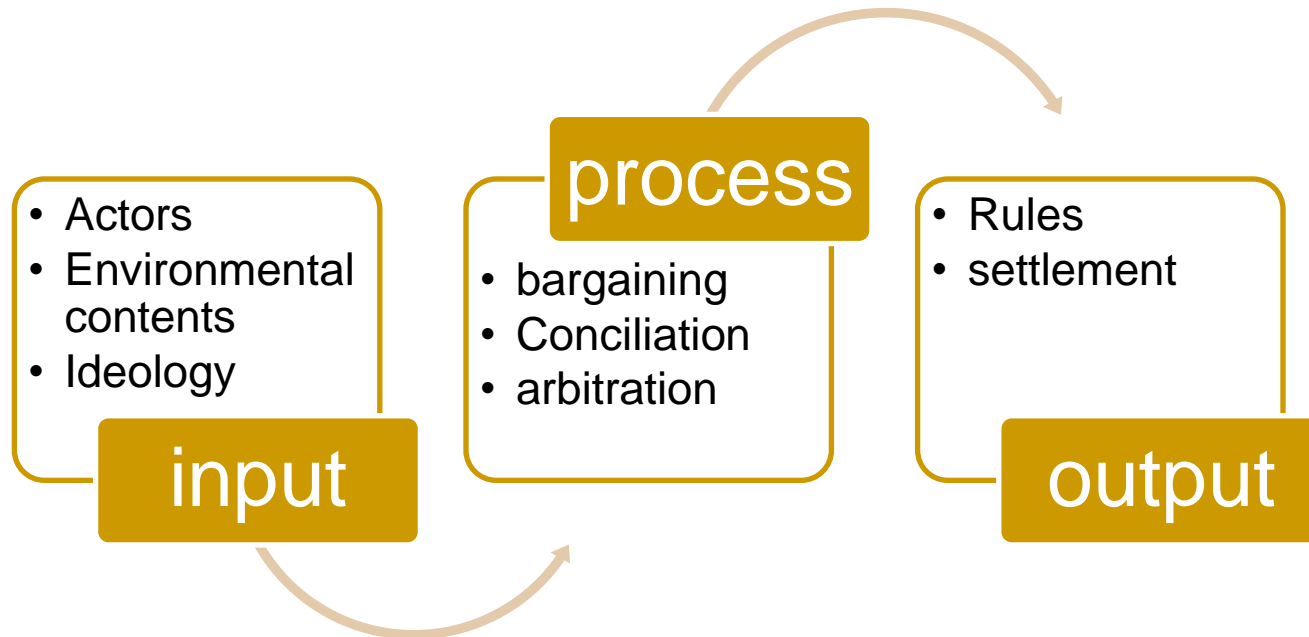 • Actors
• Environmental
contents
• Ideology
input
process
• bargaining
• Conciliation
• arbitration
• Rules
• settlement
output